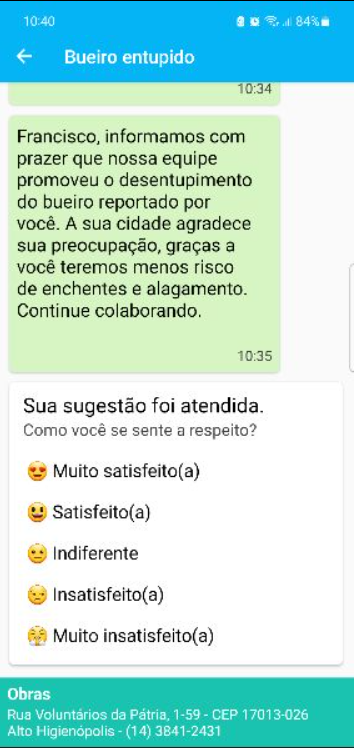 10:40
84%
Bueiro entupido
10:34
Francisco, informamos com
prazer que nossa equipe
promoveu o desentupimento
do bueiro reportado por
você. A sua cidade agradece
sua preocupação, graças a
você teremos menos risco
de enchentes e alagamento.
Continue colaborando.
10:35
Sua sugestão foi atendida.
Como você se sente a respeito?
Muito satisfeito(a)
Satisfeito(a)
Indiferente
Insatisfeito(a)
Muito insatisfeito(a)
Obras
Rua Voluntários da Pátria, 1-59 - CEP 17013-026
Alto Higienópolis - (14) 3841-2431